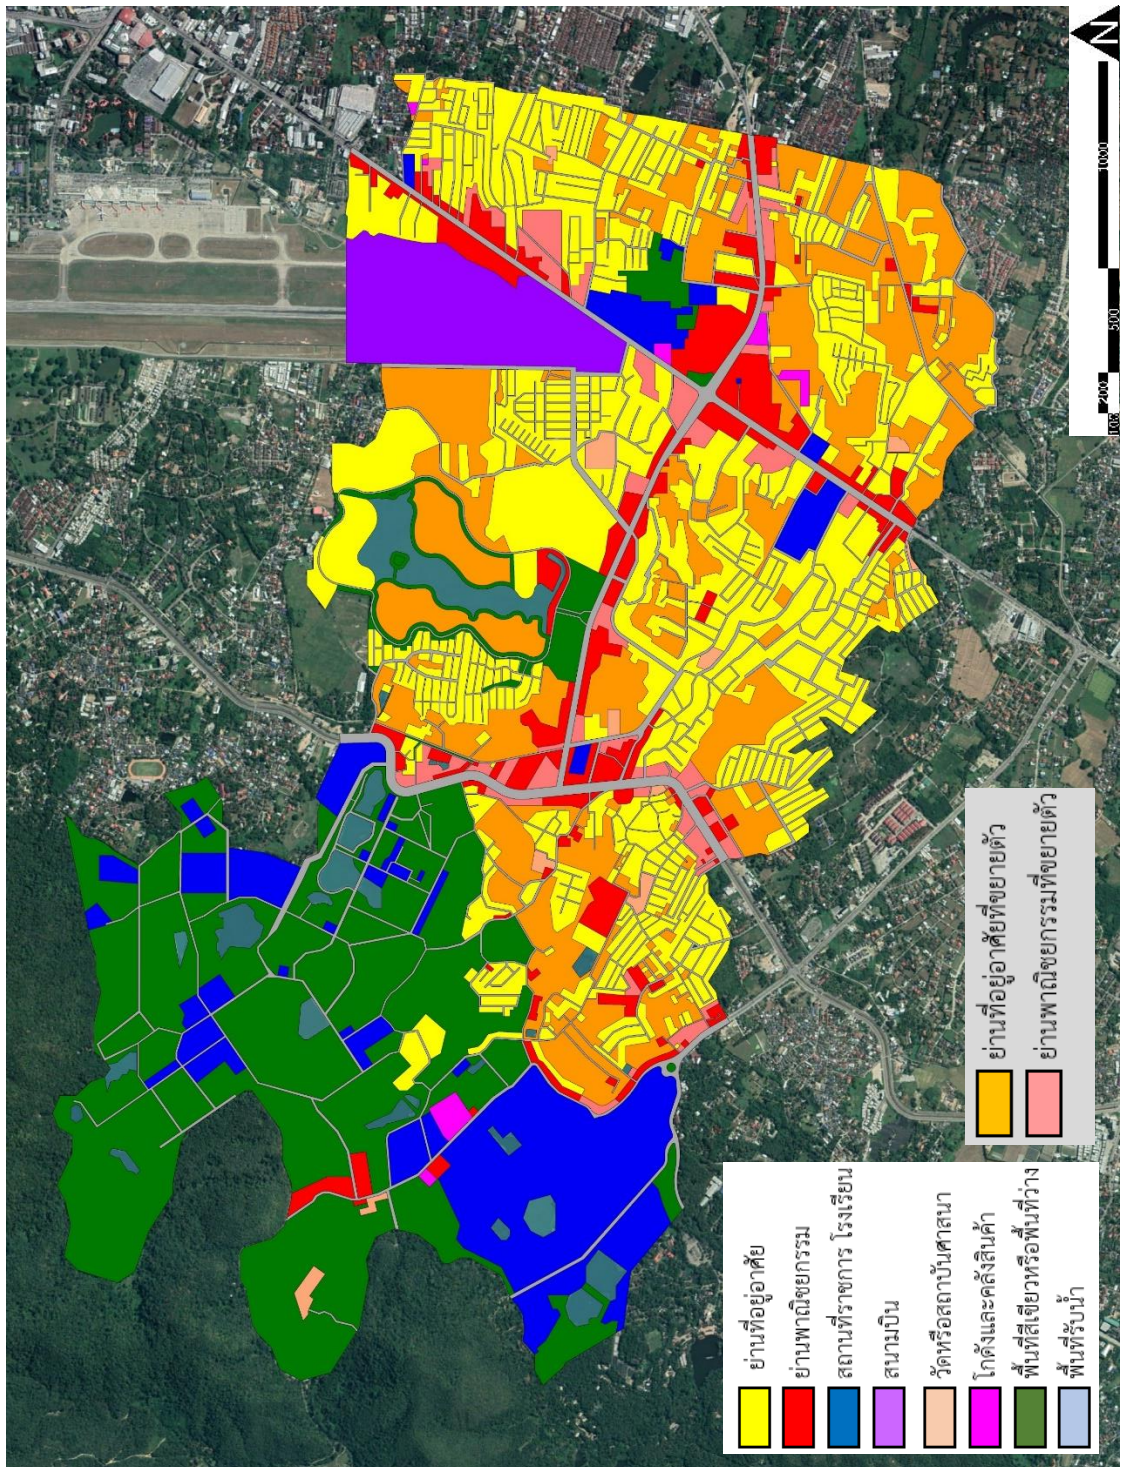 N
1000
500
200
100
ย่านที่อยู่อาศัยที่ขยายตัว
ย่านพาณิชยกรรมที่ขยายตัว
ย่านที่อยู่อาศัย
ย่านพาณิชยกรรม
สถานที่ราชการ โรงเรียน
สนามบิน
วัดหรือสถาบันศาสนา
โกดังและคลังสินค้า
พื้นที่สีเขียวหรือพื้นที่ว่าง
พื้นที่รับน้ำ